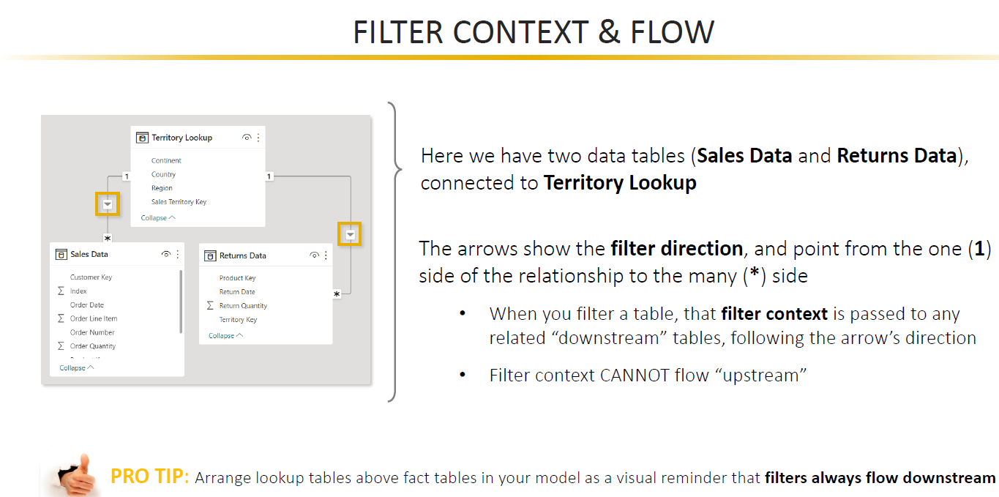 FILTER CONTEXT & FLOW
Territory Lookup
Continent
Country
Region
Sales Territory Key
Collapse
1
1
*
Sales Data
Customer Key
Σ Index
Order Date
Σ Order Line Item
Order Number
Σ Order Quantity
Collapse
Returns Data
Product Key
Return Date
Σ Return Quantity
Territory Key
Collapse
*
Here we have two data tables (Sales Data and Returns Data),
connected to Territory Lookup
The arrows show the filter direction, and point from the one (1)
side of the relationship to the many (*) side
• When you filter a table, that filter context is passed to any
related “downstream” tables, following the arrow’s direction
• Filter context CANNOT flow “upstream”
PRO TIP: Arrange lookup tables above fact tables in your model as a visual reminder that filters always flow downstream